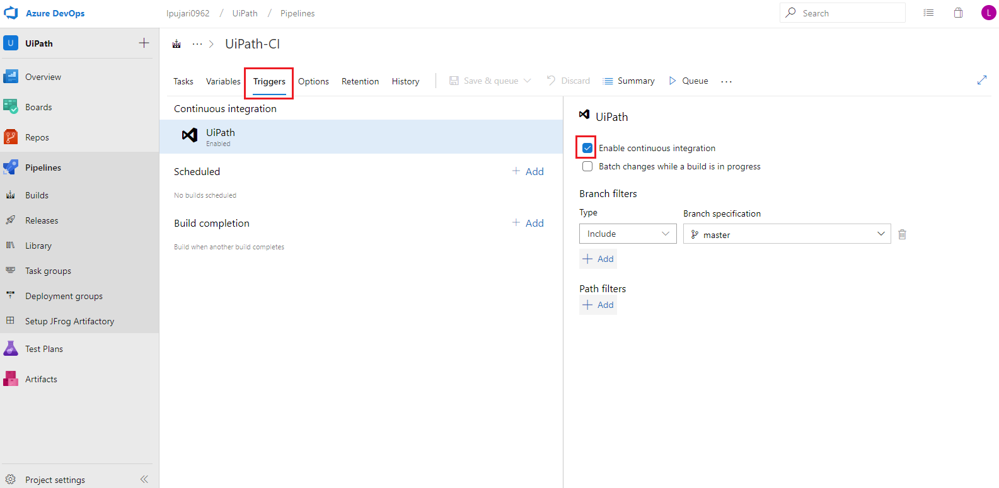 Azure DevOps
lpujari0962 / UiPath / Pipelines
Search
L
U UiPath
Overview
Boards
Repos
Pipelines
Builds
Releases
Library
Task groups
Deployment groups
Setup JFrog Artifactory
Test Plans
Artifacts
Project settings
··· > UiPath-CI
Tasks Variables Triggers Options Retention History Save & queue Discard Summary Queue ...
Continuous integration
UiPath
Enabled
Scheduled + Add
No builds scheduled
Build completion + Add
Build when another build completes
UiPath
Enable continuous integration
Batch changes while a build is in progress
Branch filters
Type Branch specification
Include master
+ Add
Path filters
+ Add